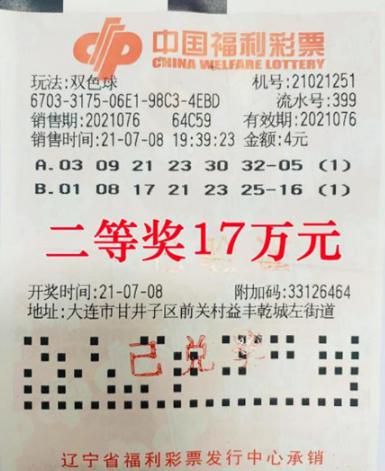 中国福利彩票
CHINA WELFARE LOTTERY
玩法:双色球 机号:21021251
6703-3175-06E1-98C3-4EBD 流水号:399
销售期:2021076 64C59 有效期:2021076
销售时间:21-07-08 19:39:23 金额:4元
A.03 09 21 23 30 32-05 (1)
B.01 08 17 21 23 25-16 (1)
二等奖17万元
开奖时间:21-07-08 附加码:33126464
地址:大连市甘井子区前关村益丰乾城左街道
已兑奖
辽宁省福利彩票发行中心承销